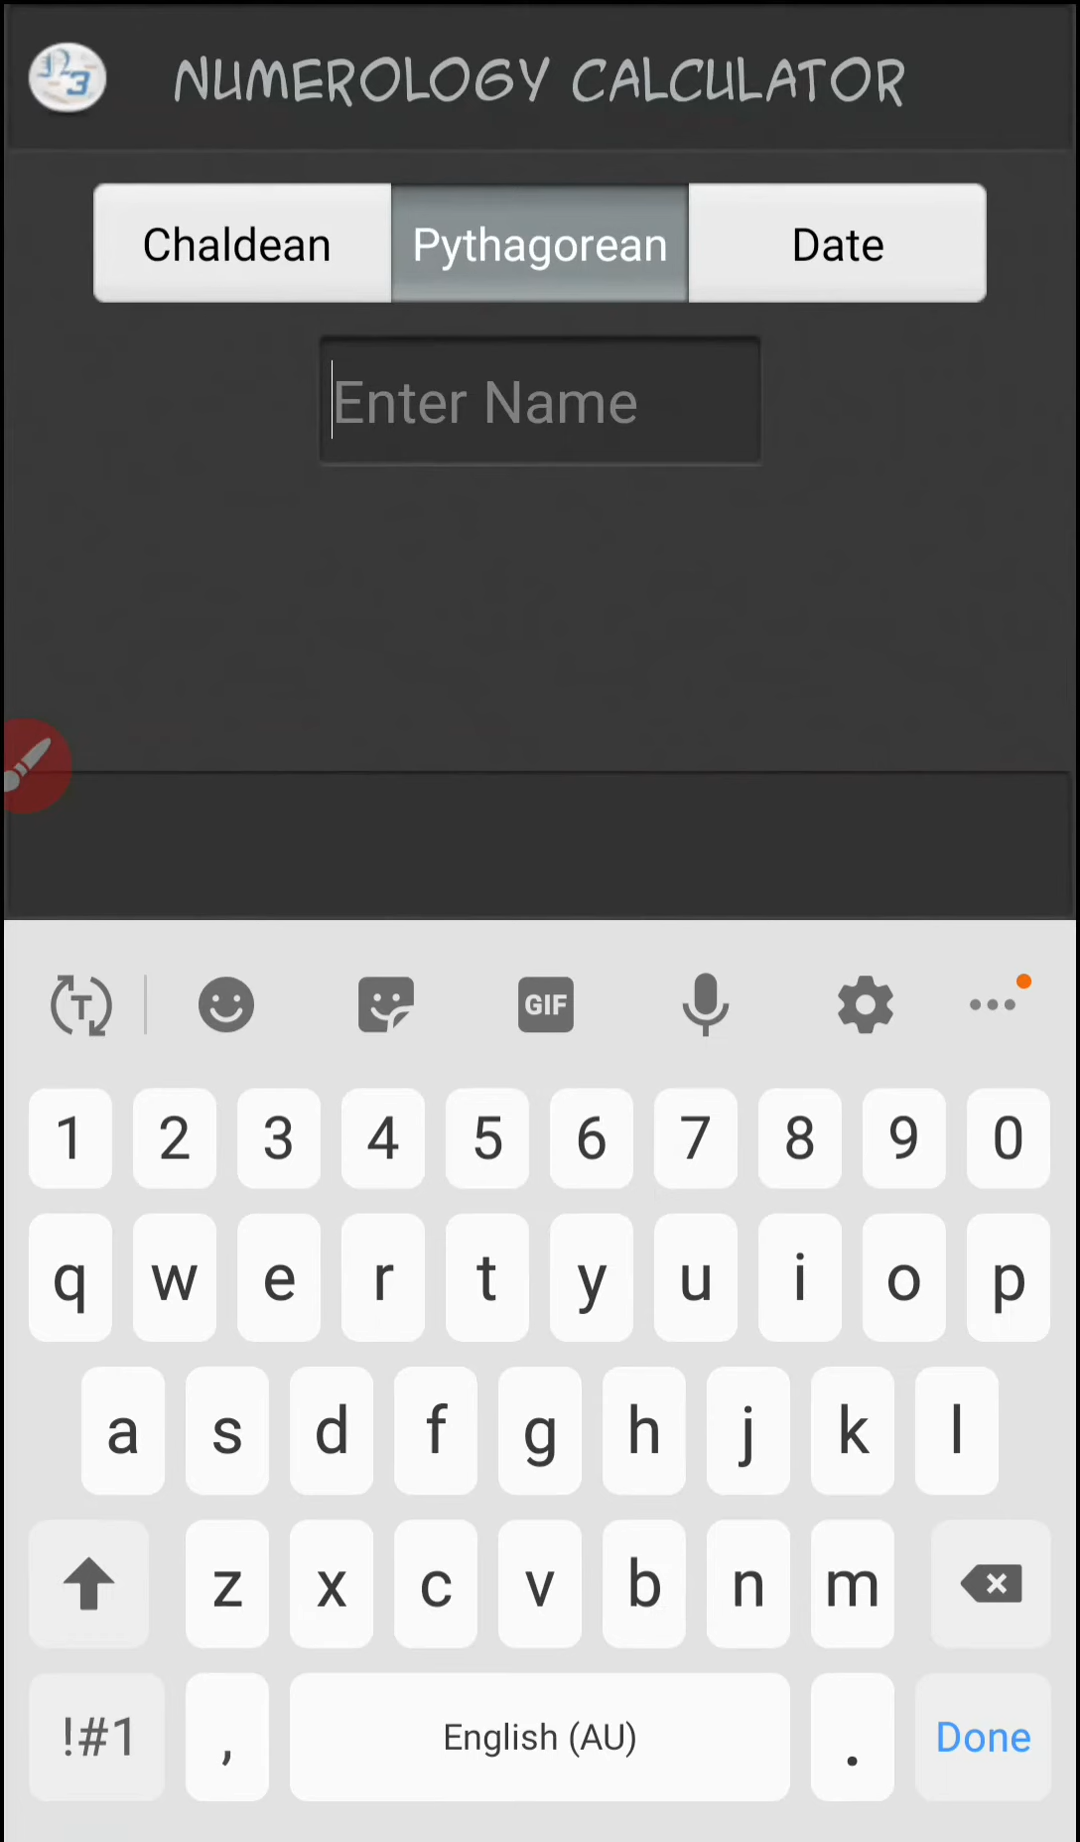 NUMEROLOGY CALCULATOR
Chaldean Pythagorean Date
Enter Name
T GIF
1 2 3 4 5 6 7 8 9 0
q w e r t y u i o p
a s d f g h j k l
z x c v b n m
!#1 , English (AU) . Done